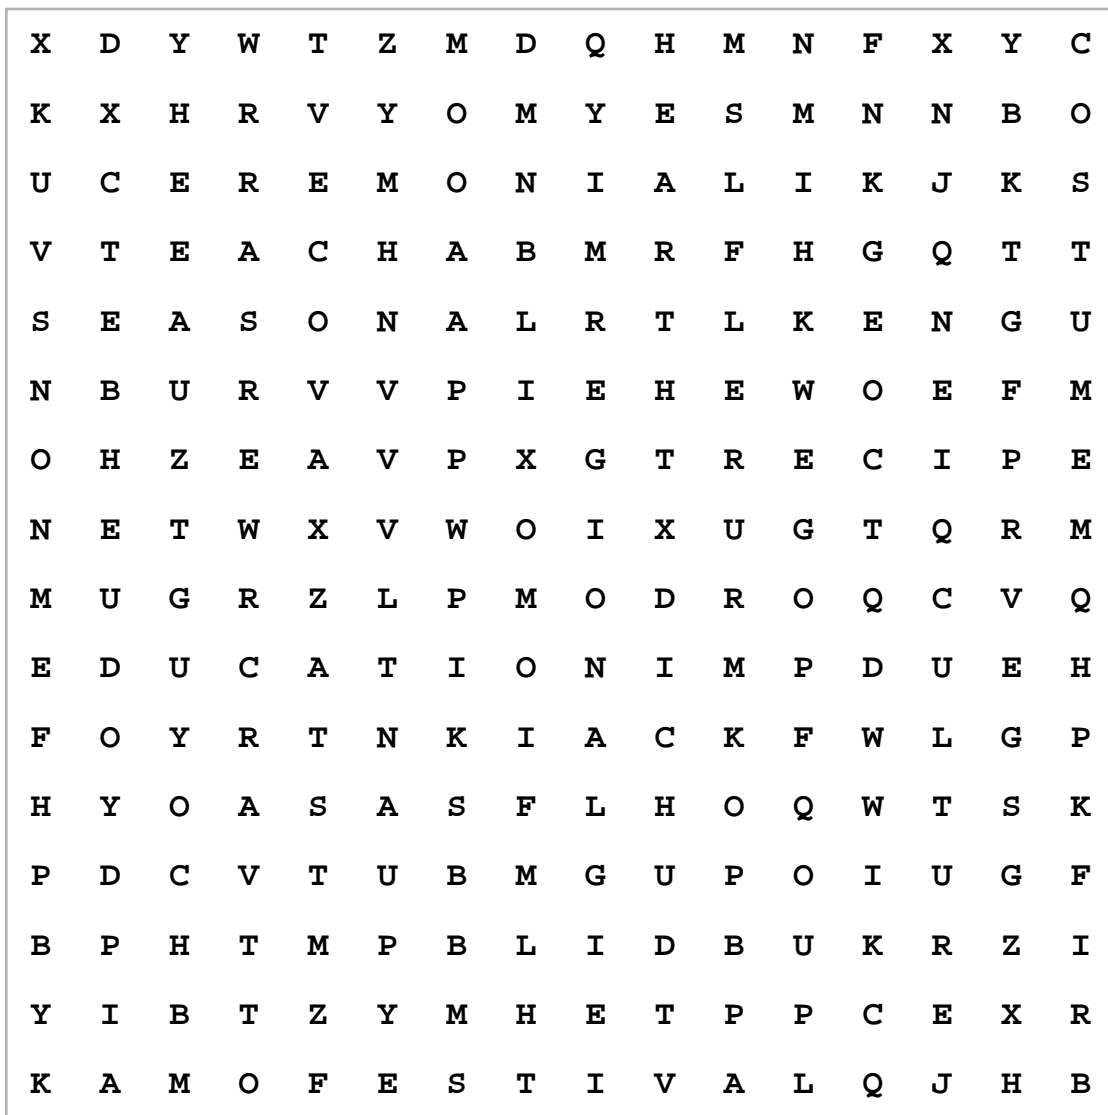 X D Y W T Z M D Q H M N F X Y C
K X H R V Y O M Y E S M N N B O
U C E R E M O N I A L I K J K S
V T E A C H A B M R F H G Q T T
S E A S O N A L R T L K E N G U
N B U R V V P I E H E W O E F M
O H Z E A V P X G T R E C I P E
N E T W X V W O I X U G T Q R M
M U G R Z L P M O D R O Q C V Q
E D U C A T I O N I M P D U E H
F O Y R T N K I A C K F W L G P
H Y O A S A S F L H O Q W T S K
P D C V T U B M G U P O I U G F
B P H T M P B L I D B U K R Z I
Y I B T Z Y M H E T P P C E X R
K A M O F E S T I V A L Q J H B